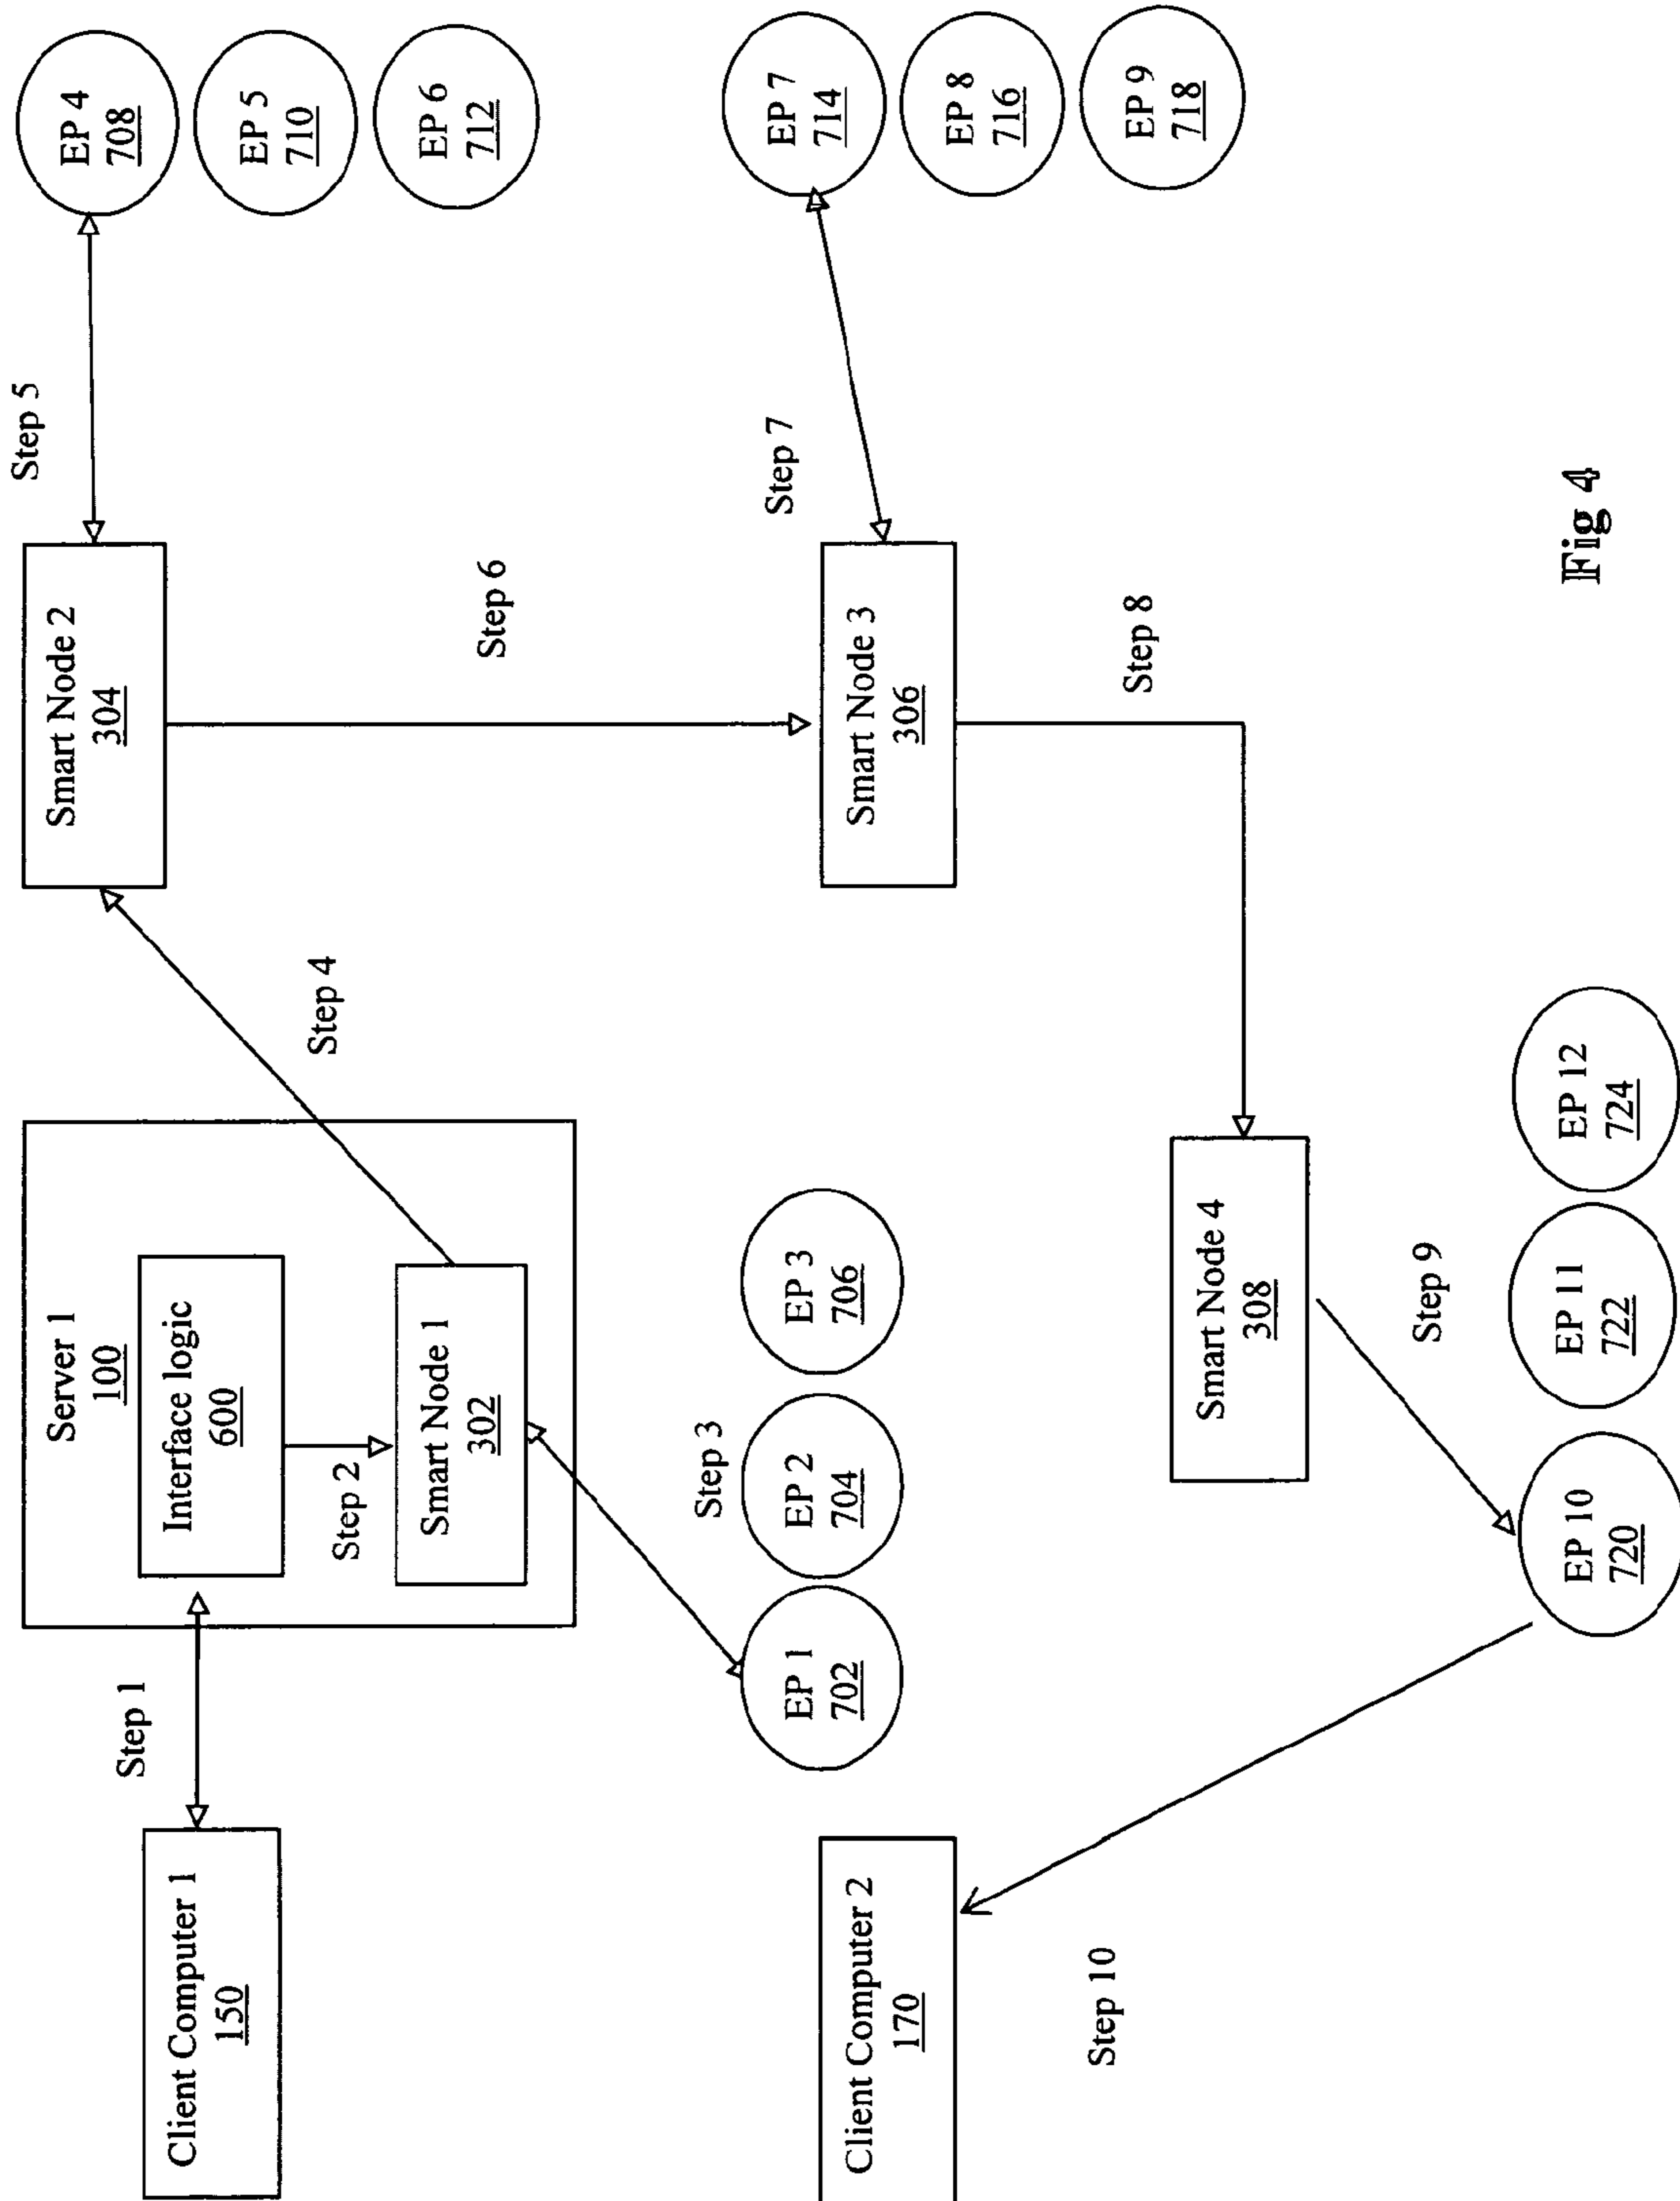 Client Computer 1
150
Step 1
Server 1
100
Interface logic
600
Step 2
Smart Node 1
302
Step 3
EP 1
702
EP 2
704
EP 3
706
Step 4
Smart Node 2
304
Step 5
EP 4
708
EP 5
710
EP 6
712
Step 6
Smart Node 3
306
Step 7
EP 7
714
EP 8
716
EP 9
718
Step 8
Smart Node 4
308
Step 9
EP 10
720
EP 11
722
EP 12
724
Client Computer 2
170
Step 10
Fig 4